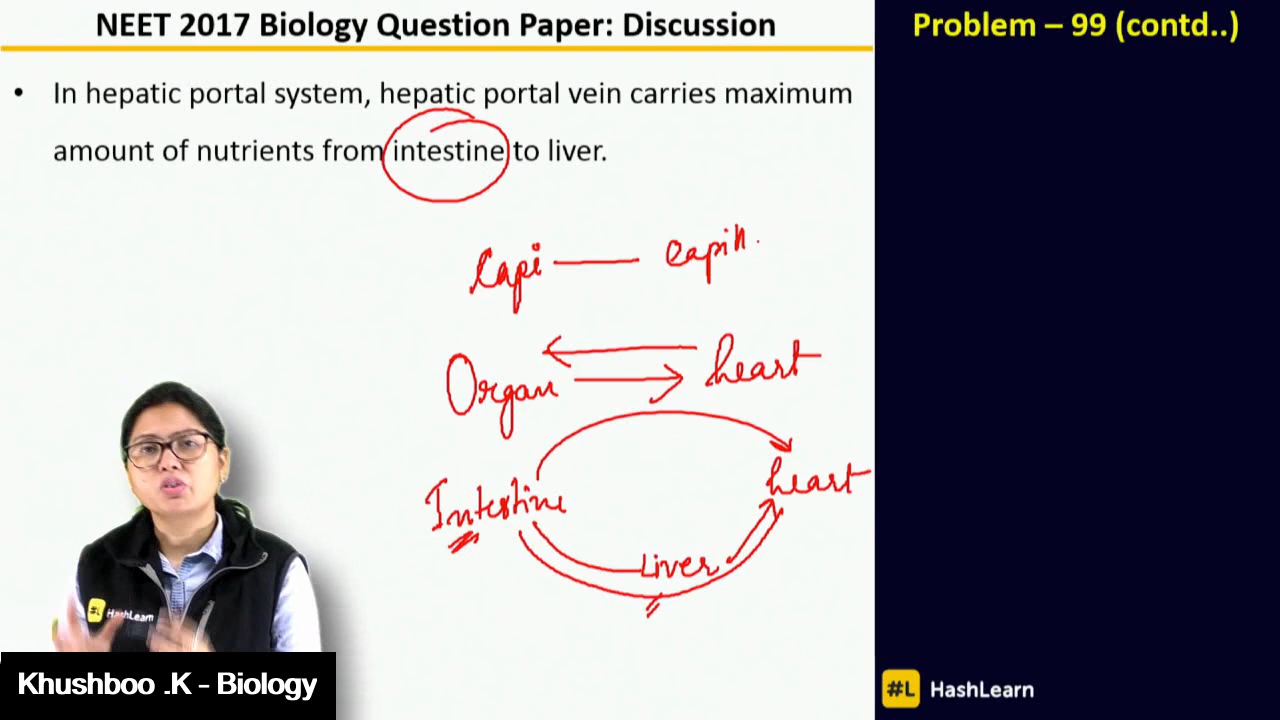 NEET 2017 Biology Question Paper: Discussion
Problem – 99 (contd..)
• In hepatic portal system, hepatic portal vein carries maximum
amount of nutrients from intestine to liver.
Capi — Capill.
Organ heart
Intestine heart
Liver
#L HashLearn
Khushboo .K – Biology
#L HashLearn